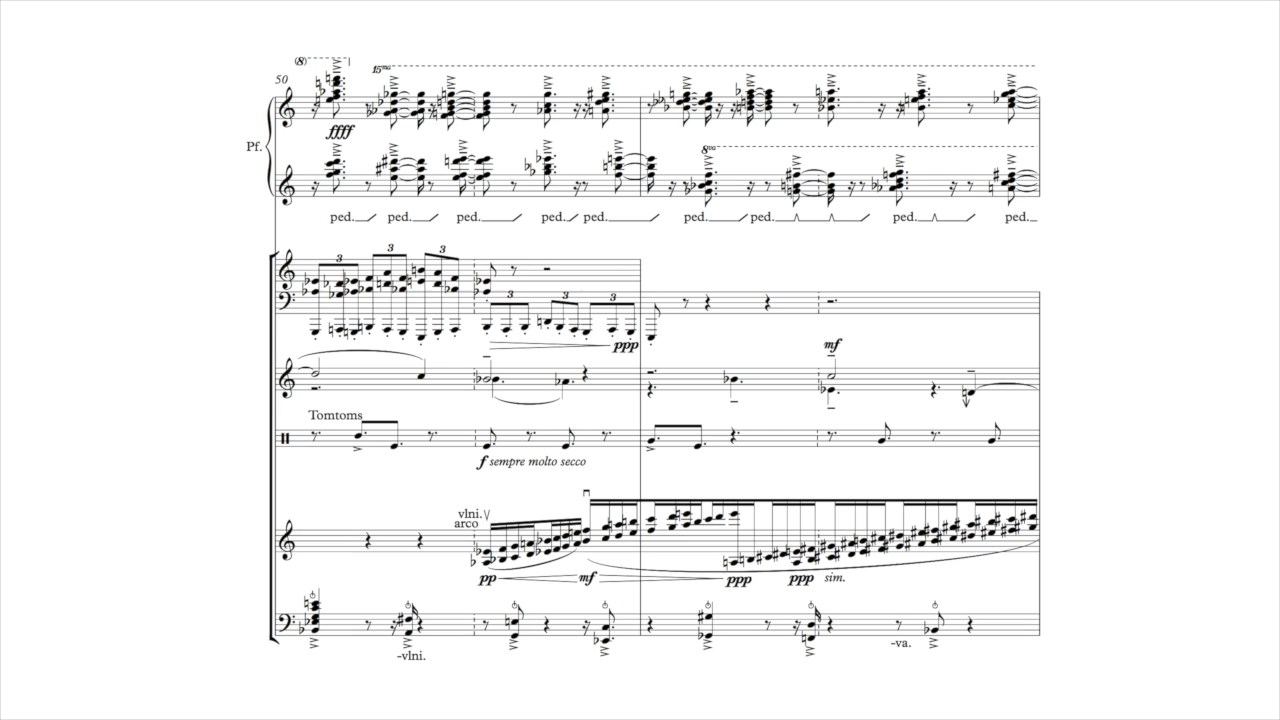 (8)
50
15ma
ffff
Pf.
8va
ped. ped. ped. ped. ped. ped. ped. ped. ped.
3 3 3
3 3 3
ppp
mf
Tomtoms
f sempre molto secco
vlni.
arco
pp mf ppp ppp sim.
-va.
-vlni.